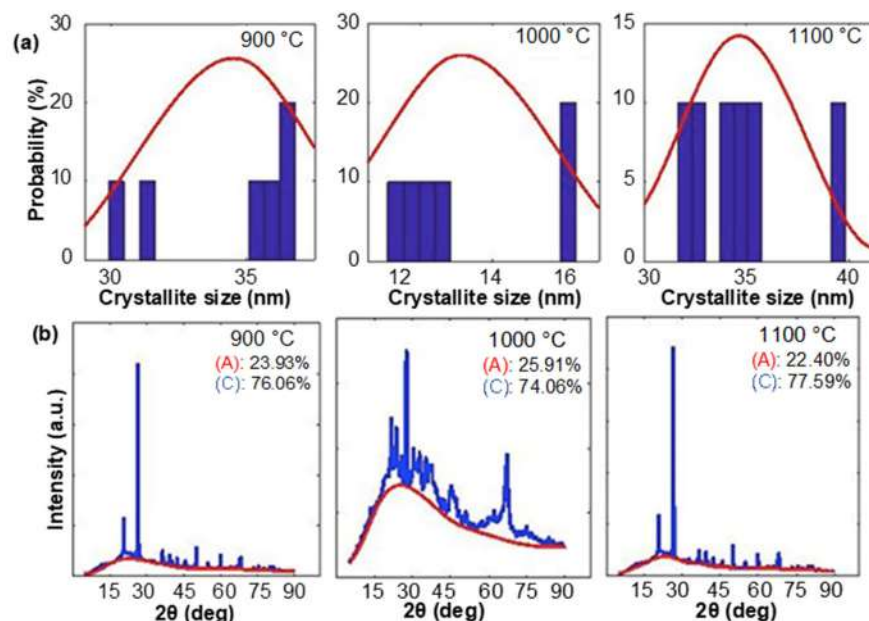 (a)
900 °C
1000 °C
1100 °C
Probability (%)
30
20
10
0
30
35
30
20
10
0
12
14
16
15
10
5
0
30
35
40
Crystallite size (nm)
Crystallite size (nm)
Crystallite size (nm)
(b)
900 °C
(A): 23.93%
(C): 76.06%
1000 °C
(A): 25.91%
(C): 74.06%
1100 °C
(A): 22.40%
(C): 77.59%
Intensity (a.u.)
15 30 45 60 75 90
15 30 45 60 75 90
15 30 45 60 75 90
2θ (deg)
2θ (deg)
2θ (deg)